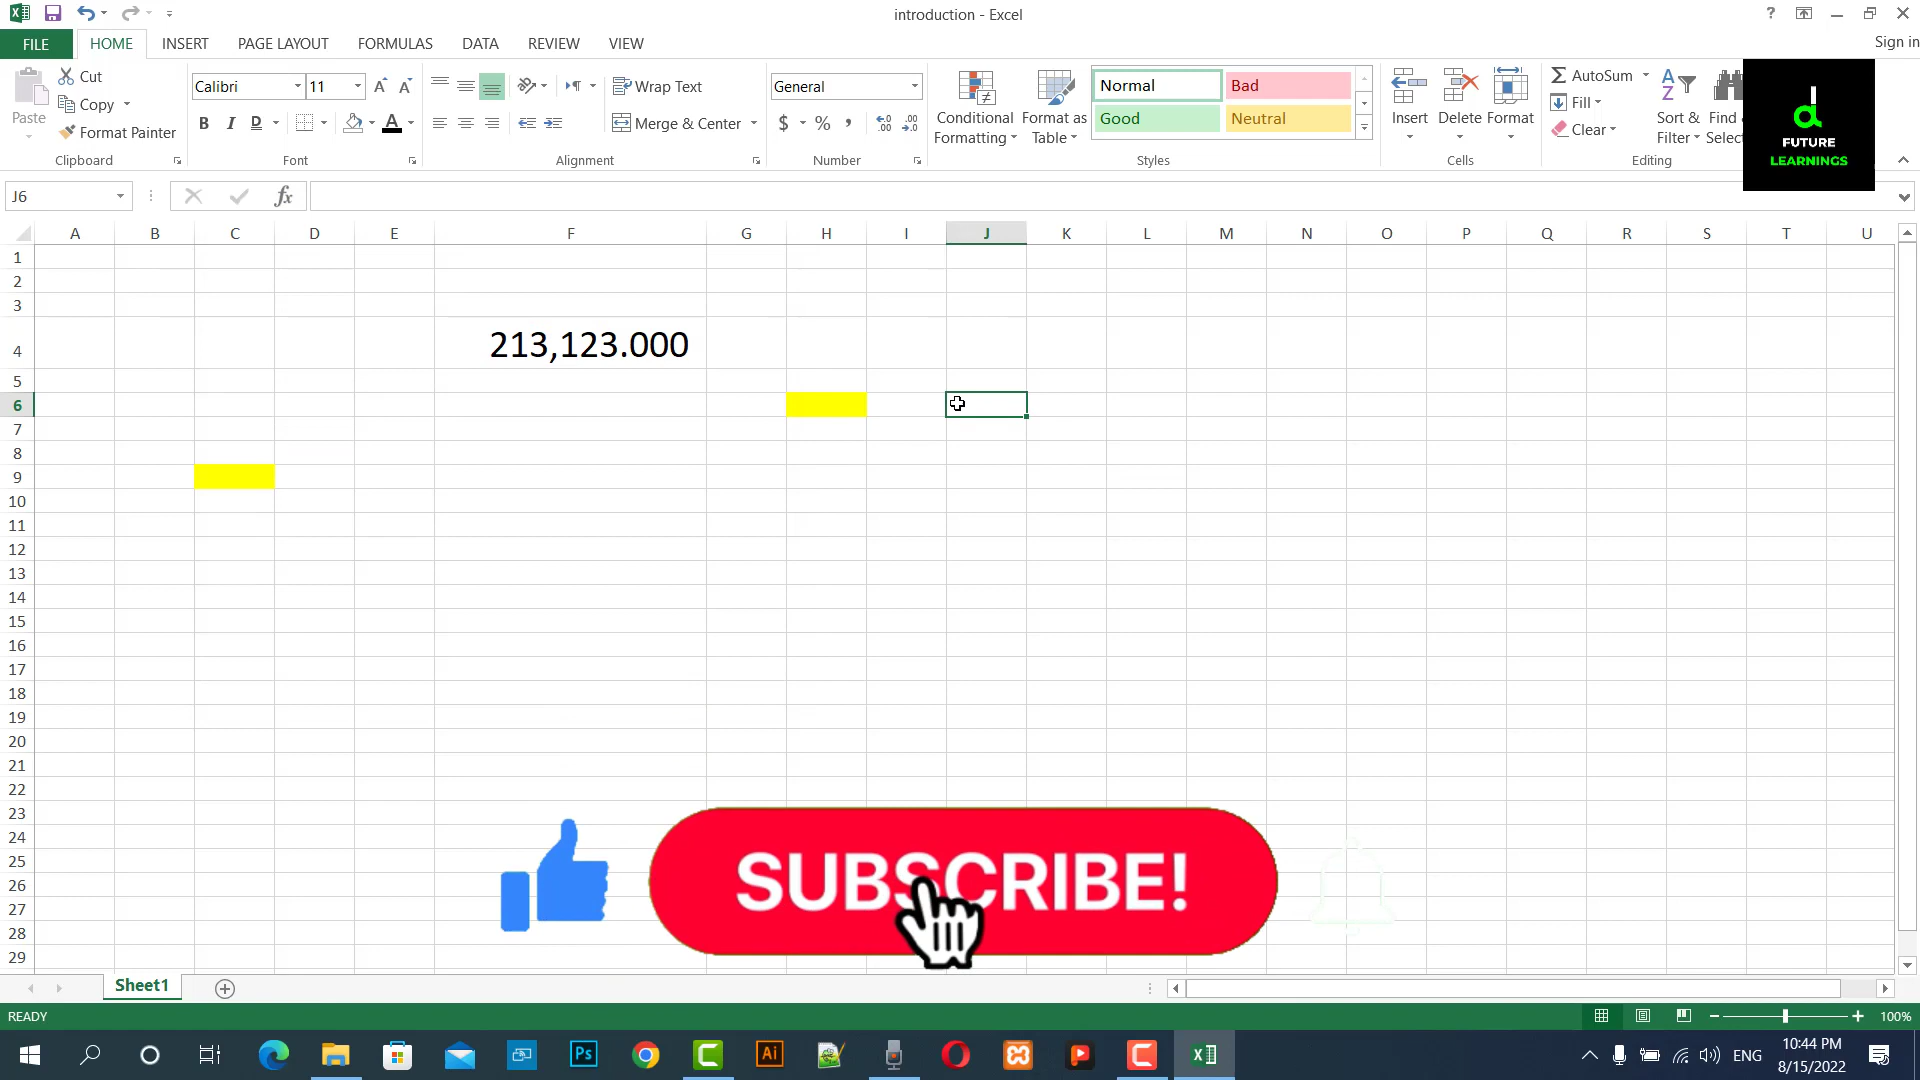 introduction - Excel
Sign in
FILE HOME INSERT PAGE LAYOUT FORMULAS DATA REVIEW VIEW
Paste
Cut
Copy
Format Painter
Clipboard
Calibri 11
B I D A
Font
Wrap Text
Merge & Center
Alignment
General
$ % ,
Number
Conditional Formatting
Format as Table
Normal Bad
Good Neutral
Styles
Insert Delete Format
Cells
AutoSum
Fill
Clear
Sort & Filter
Find &
Select
Editing
FUTURE
LEARNINGS
J6
fx
A B C D E F G H I J K L M N O P Q R S T U
1
2
3
4 213,123.000
5
6
7
8
9
10
11
12
13
14
15
16
17
18
19
20
21
22
23
24
25
26
27
28
29
SUBSCRIBE!
Sheet1
READY
100%
Ps
Ai
ENG
10:44 PM
8/15/2022